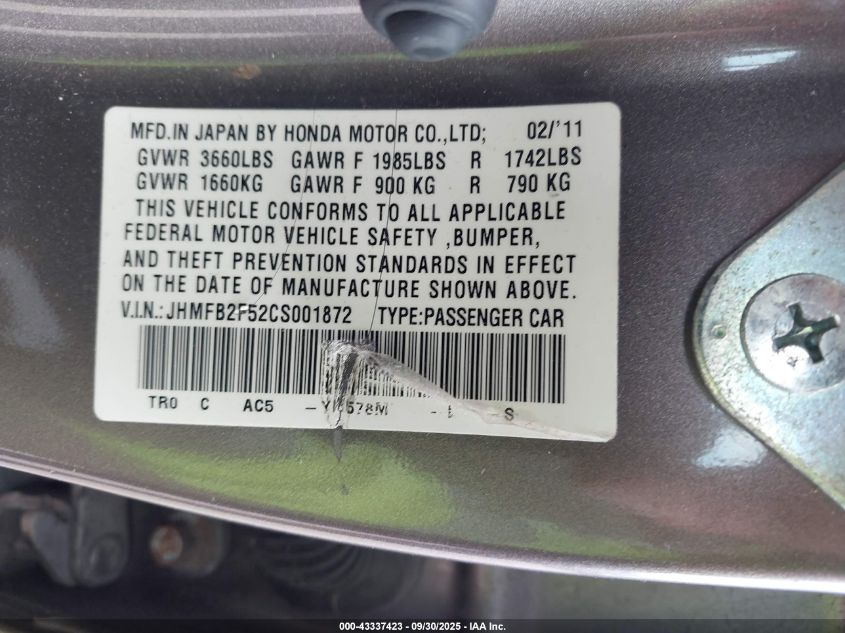 MFD.IN JAPAN BY HONDA MOTOR CO.,LTD; 02/'11
GVWR 3660LBS GAWR F 1985LBS R 1742LBS
GVWR 1660KG GAWR F 900 KG R 790 KG
THIS VEHICLE CONFORMS TO ALL APPLICABLE
FEDERAL MOTOR VEHICLE SAFETY ,BUMPER,
AND THEFT PREVENTION STANDARDS IN EFFECT
ON THE DATE OF MANUFACTURE SHOWN ABOVE.
V.I.N.:JHMFB2F52CS001872 TYPE:PASSENGER CAR
TR0 C AC5 -S
000-43337423 - 09/30/2025 - IAA Inc.